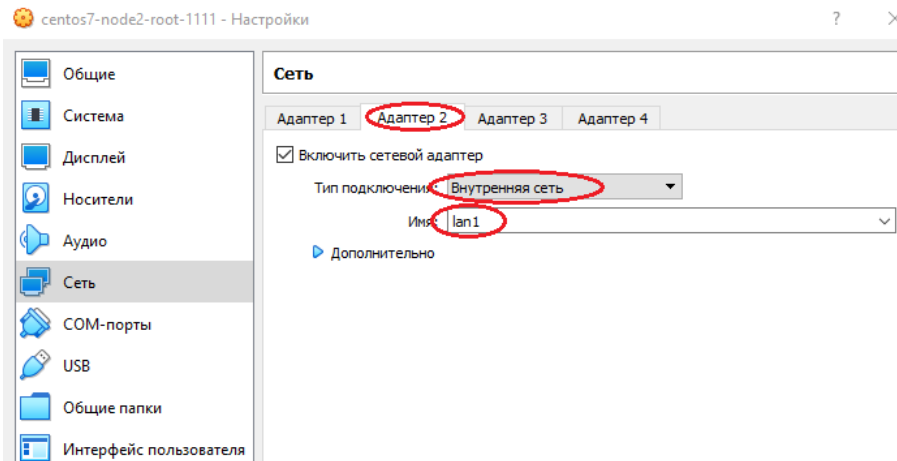 centos7-node2-root-1111 - Настройки
?
Общие
Система
Дисплей
Носители
Аудио
Сеть
COM-порты
USB
Общие папки
Интерфейс пользователя
Сеть
Адаптер 1 Адаптер 2 Адаптер 3 Адаптер 4
Включить сетевой адаптер
Тип подключения: Внутренняя сеть
Имя: lan1
Дополнительно